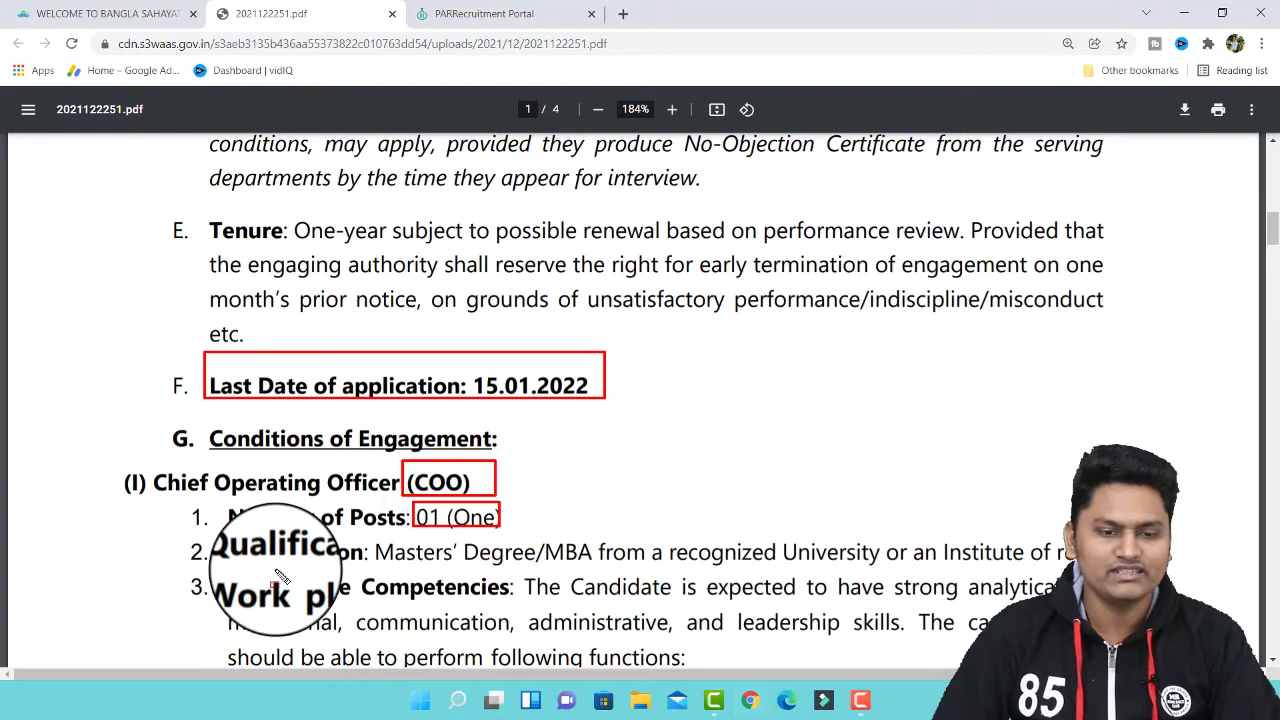 WELCOME TO BANGLA SAHAYAT
2021122251.pdf
PARRecruitment Portal
cdn.s3waas.gov.in/s3aeb3135b436aa55373822c010763dd54/uploads/2021/12/2021122251.pdf
Apps
Home – Google Ad...
Dashboard | vidIQ
Other bookmarks
Reading list
2021122251.pdf
1 / 4
184%
conditions, may apply, provided they produce No-Objection Certificate from the serving
departments by the time they appear for interview.
E. Tenure: One-year subject to possible renewal based on performance review. Provided that
the engaging authority shall reserve the right for early termination of engagement on one
month's prior notice, on grounds of unsatisfactory performance/indiscipline/misconduct
etc.
F. Last Date of application: 15.01.2022
G. Conditions of Engagement:
(I) Chief Operating Officer (COO)
1. of Posts: 01 (One)
2. Qualifica on: Masters' Degree/MBA from a recognized University or an Institute of
3. Work pl e Competencies: The Candidate is expected to have strong analytical
communication, administrative, and leadership skills. The
should be able to perform following functions:
85